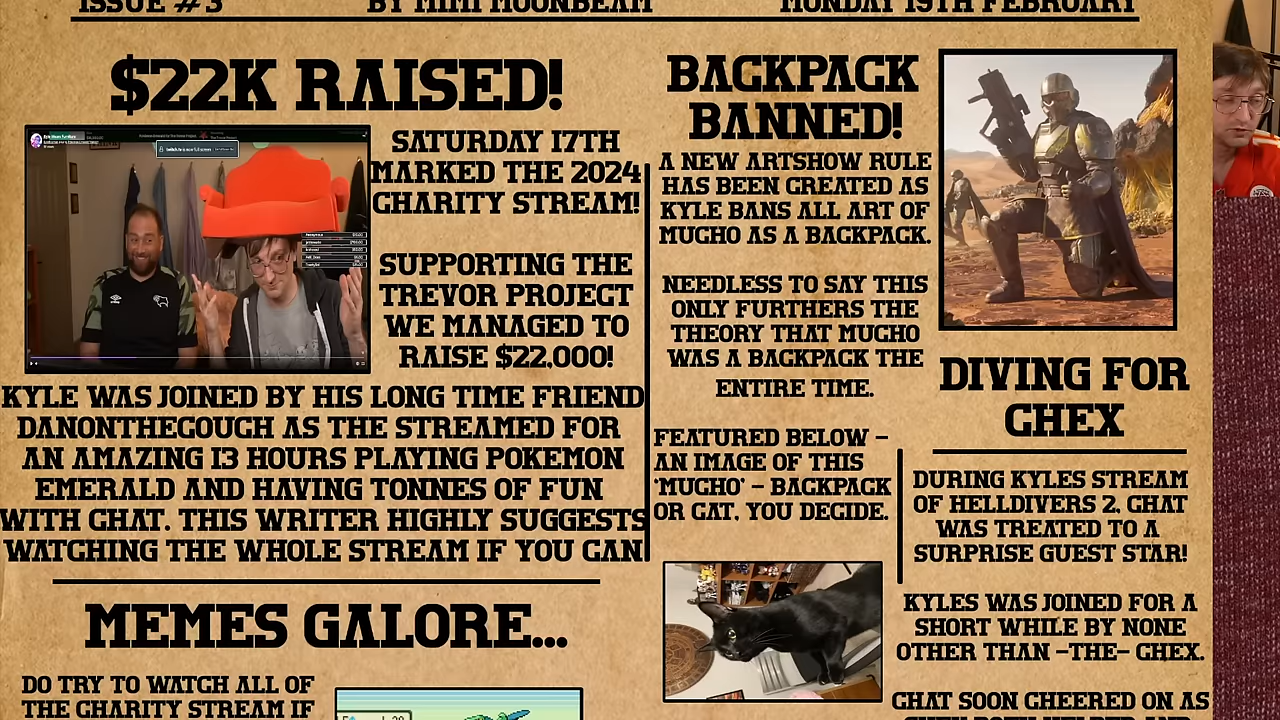 ISSUE #3 BY MIMI MOONBEAM MONDAY 19TH FEBRUARY
$22K RAISED!
SATURDAY 17TH
MARKED THE 2024
CHARITY STREAM!
SUPPORTING THE
TREVOR PROJECT
WE MANAGED TO
RAISE $22,000!
KYLE WAS JOINED BY HIS LONG TIME FRIEND
DANONTHECOUCH AS THE STREAMED FOR
AN AMAZING 13 HOURS PLAYING POKEMON
EMERALD AND HAVING TONNES OF FUN
WITH CHAT. THIS WRITER HIGHLY SUGGESTS
WATCHING THE WHOLE STREAM IF YOU CAN
MEMES GALORE...
DO TRY TO WATCH ALL OF
THE CHARITY STREAM IF
BACKPACK
BANNED!
A NEW ARTSHOW RULE
HAS BEEN CREATED AS
KYLE BANS ALL ART OF
MUCHO AS A BACKPACK.
NEEDLESS TO SAY THIS
ONLY FURTHERS THE
THEORY THAT MUCHO
WAS A BACKPACK THE
ENTIRE TIME.
FEATURED BELOW -
AN IMAGE OF THIS
'MUCHO' - BACKPACK
OR CAT, YOU DECIDE.
DIVING FOR
CHEX
DURING KYLES STREAM
OF HELLDIVERS 2, CHAT
WAS TREATED TO A
SURPRISE GUEST STAR!
KYLES WAS JOINED FOR A
SHORT WHILE BY NONE
OTHER THAN -THE- CHEX.
CHAT SOON CHEERED ON AS